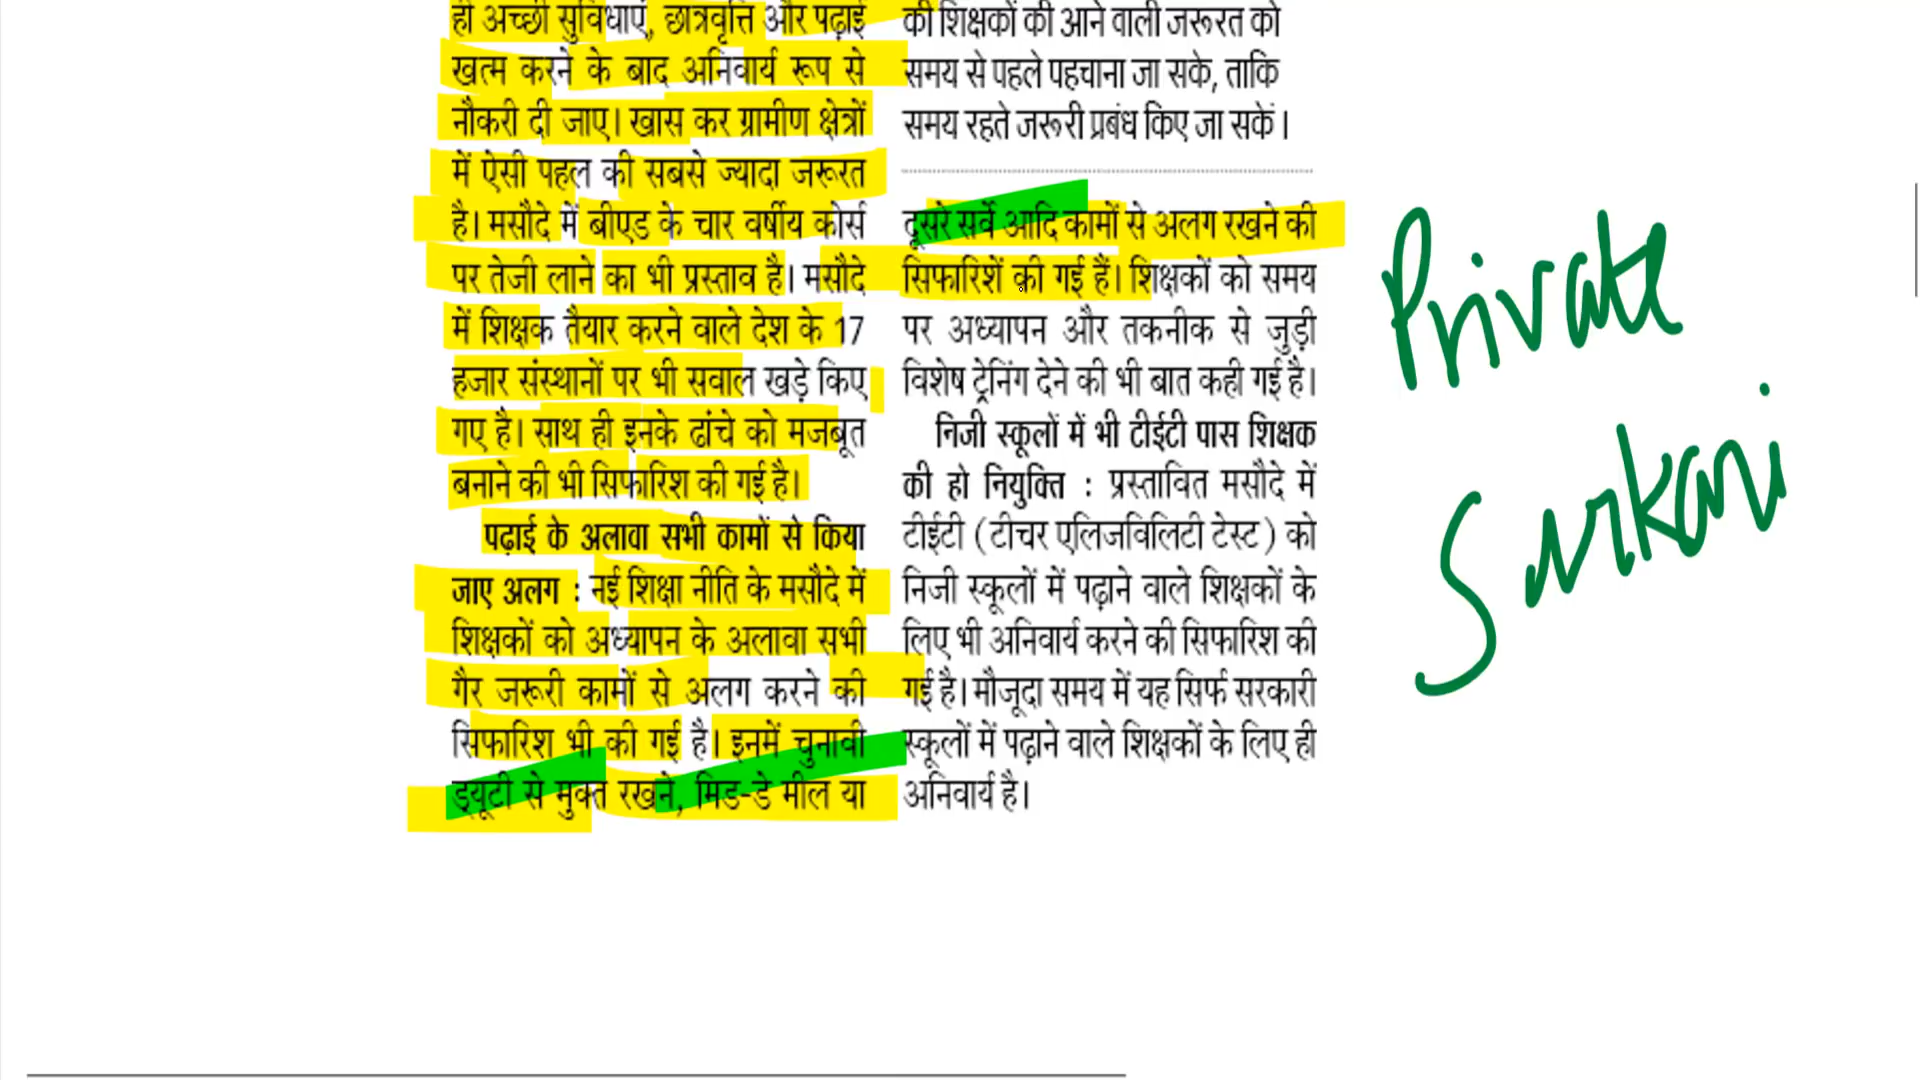 ही अच्छी सुविधाएं, छात्रवृत्ति और पढ़ाई
खत्म करने के बाद अनिवार्य रूप से
नौकरी दी जाए। खास कर ग्रामीण क्षेत्रों
में ऐसी पहल की सबसे ज्यादा जरूरत
है। मसौदे में बीएड के चार वर्षीय कोर्स
पर तेजी लाने का भी प्रस्ताव है। मसौदे
में शिक्षक तैयार करने वाले देश के 17
हजार संस्थानों पर भी सवाल खड़े किए
गए है। साथ ही इनके ढांचे को मजबूत
बनाने की भी सिफारिश की गई है।
पढ़ाई के अलावा सभी कामों से किया
जाए अलग : नई शिक्षा नीति के मसौदे में
शिक्षकों को अध्यापन के अलावा सभी
गैर जरूरी कामों से अलग करने की
सिफारिश भी की गई है। इनमें चुनावी
ड्यूटी से मुक्त रखने, मिड-डे मील या
की शिक्षकों की आने वाली जरूरत को
समय से पहले पहचाना जा सके, ताकि
समय रहते जरूरी प्रबंध किए जा सकें।
दूसरे सर्वे आदि कामों से अलग रखने की
सिफारिशें की गई हैं। शिक्षकों को समय
पर अध्यापन और तकनीक से जुड़ी
विशेष ट्रेनिंग देने की भी बात कही गई है।
निजी स्कूलों में भी टीईटी पास शिक्षक
की हो नियुक्ति : प्रस्तावित मसौदे में
टीईटी (टीचर एलिजविलिटी टेस्ट) को
निजी स्कूलों में पढ़ाने वाले शिक्षकों के
लिए भी अनिवार्य करने की सिफारिश की
गई है। मौजूदा समय में यह सिर्फ सरकारी
स्कूलों में पढ़ाने वाले शिक्षकों के लिए ही
अनिवार्य है।
Private
Sarkari